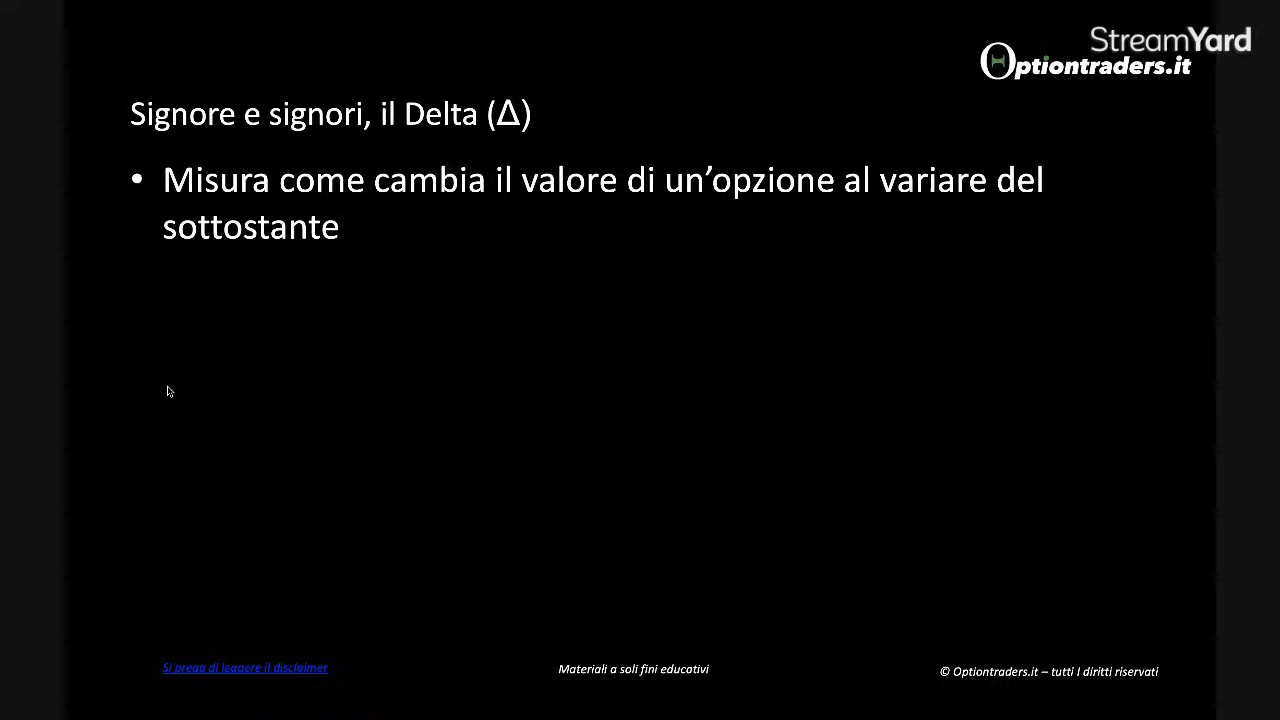 StreamYard
Optiontraders.it
Signore e signori, il Delta (Δ)
• Misura come cambia il valore di un’opzione al variare del
sottostante
Si prega di leggere il disclaimer
Materiali a soli fini educativi
© Optiontraders.it – tutti I diritti riservati